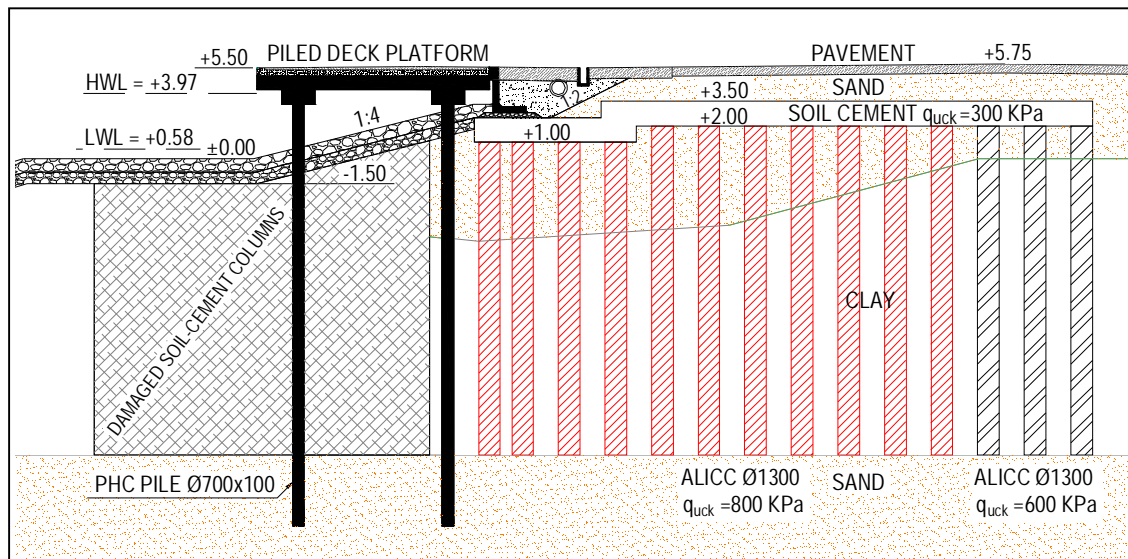 +5.50
PILED DECK PLATFORM
PAVEMENT
+5.75
HWL = +3.97
+3.50
SAND
1:2
1:4
+2.00
SOIL CEMENT quck =300 KPa
LWL = +0.58
±0.00
+1.00
-1.50
DAMAGED SOIL-CEMENT COLUMNS
CLAY
PHC PILE Ø700x100
ALICC Ø1300
quck =800 KPa
SAND
ALICC Ø1300
quck =600 KPa